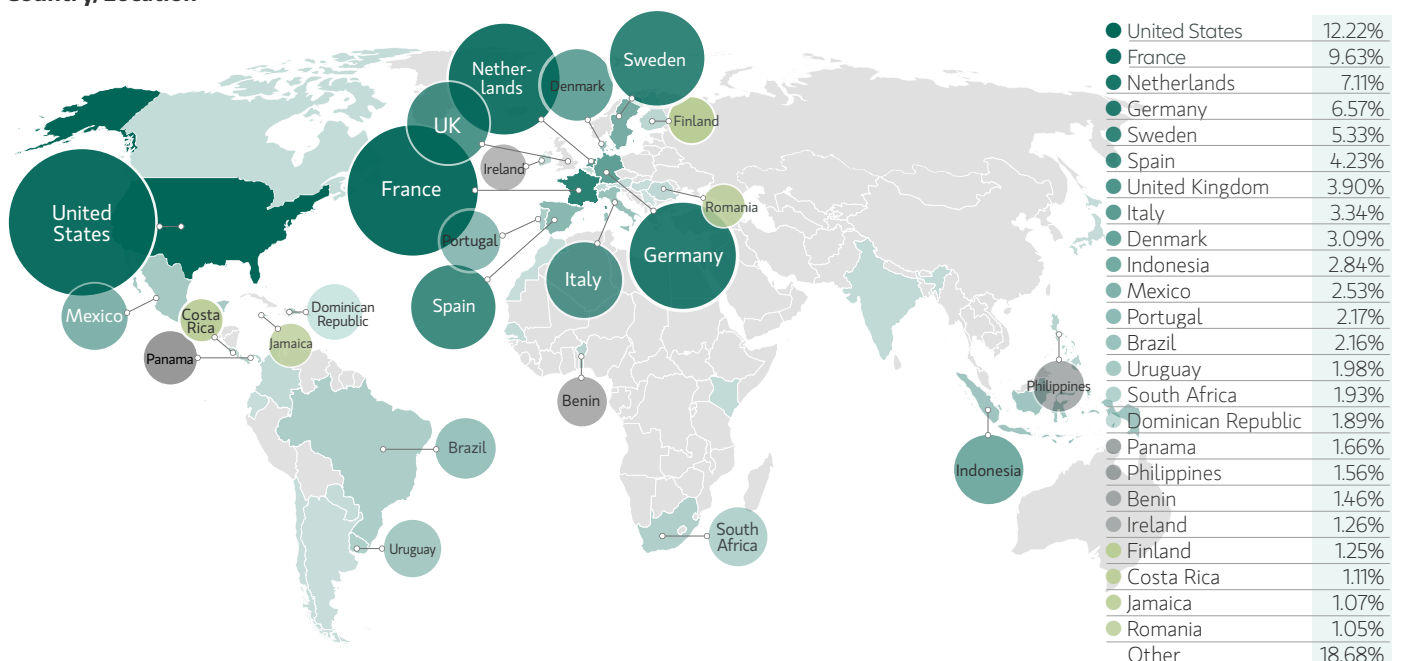 Country/Location
Nether-
lands
Denmark
Sweden
UK
Finland
Ireland
France
Romania
United
States
Portugal
Germany
Italy
Spain
Mexico
Costa
Rica
Dominican
Republic
Jamaica
Panama
Benin
Philippines
Brazil
Indonesia
South
Africa
Uruguay
United States 12.22%
France 9.63%
Netherlands 7.11%
Germany 6.57%
Sweden 5.33%
Spain 4.23%
United Kingdom 3.90%
Italy 3.34%
Denmark 3.09%
Indonesia 2.84%
Mexico 2.53%
Portugal 2.17%
Brazil 2.16%
Uruguay 1.98%
South Africa 1.93%
Dominican Republic 1.89%
Panama 1.66%
Philippines 1.56%
Benin 1.46%
Ireland 1.26%
Finland 1.25%
Costa Rica 1.11%
Jamaica 1.07%
Romania 1.05%
Other 18.68%